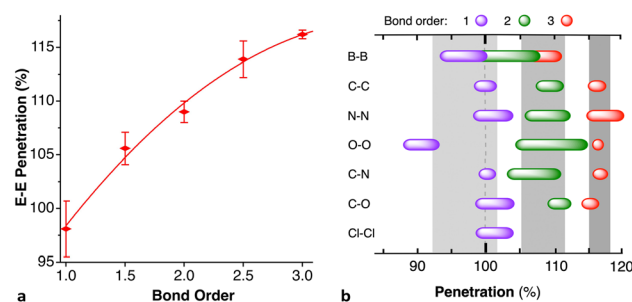 E-E Penetration (%)
115
110
105
100
95
1.0 1.5 2.0 2.5 3.0
a
Bond Order
Bond order: 1 2 3
B-B
C-C
N-N
O-O
C-N
C-O
Cl-Cl
90 100 110 120
b
Penetration (%)